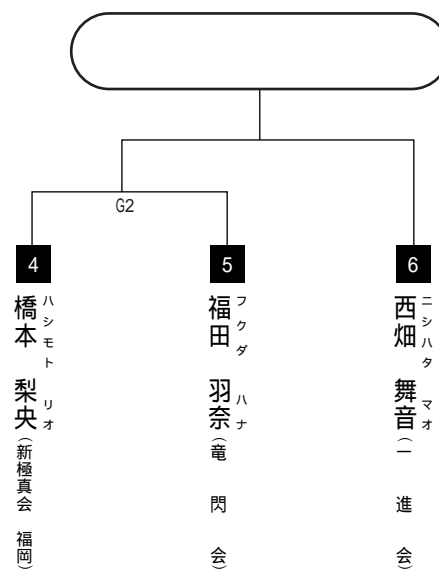 G2
4
橋本 梨央
ハシモト リオ
(新極真会 福岡)
5
福田 羽奈
フクダ ハナ
(竜閃会)
6
西畑 舞音
ニシハタ マオ
(一進会)